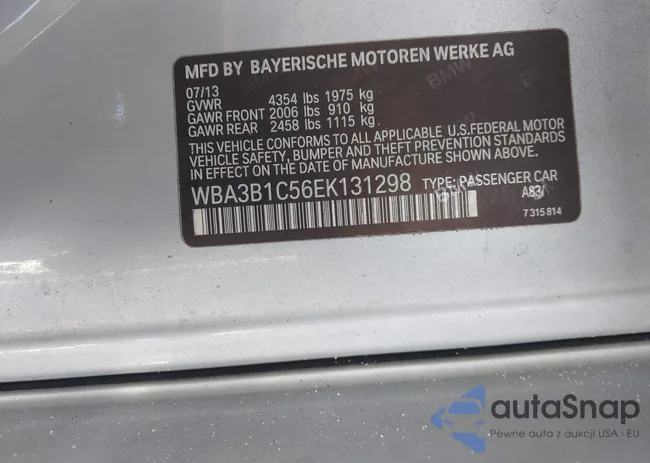 MFD BY BAYERISCHE MOTOREN WERKE AG
07/13
GVWR 4354 lbs 1975 kg
GAWR FRONT 2006 lbs 910 kg
GAWR REAR 2458 lbs 1115 kg
THIS VEHICLE CONFORMS TO ALL APPLICABLE U.S. FEDERAL MOTOR
VEHICLE SAFETY, BUMPER AND THEFT PREVENTION STANDARDS
IN EFFECT ON THE DATE OF MANUFACTURE SHOWN ABOVE.
WBA3B1C56EK131298 TYPE: PASSENGER CAR
A83/
7 315 814
autaSnap
Pewne auta z aukcji USA i EU